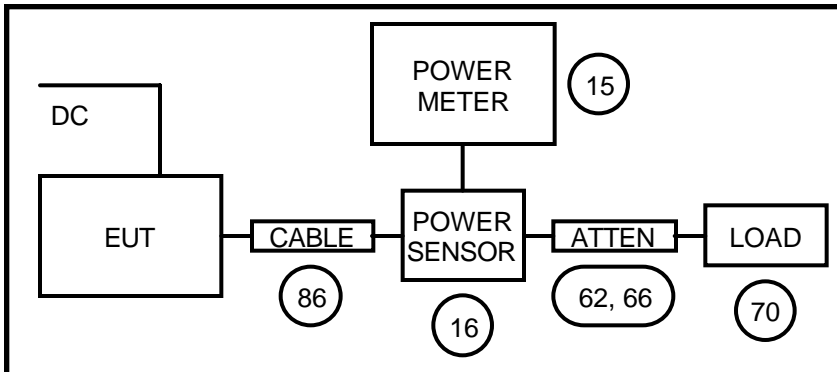 POWER
METER
15
DC
EUT
CABLE
POWER
SENSOR
ATTEN
LOAD
86
16
62, 66
70